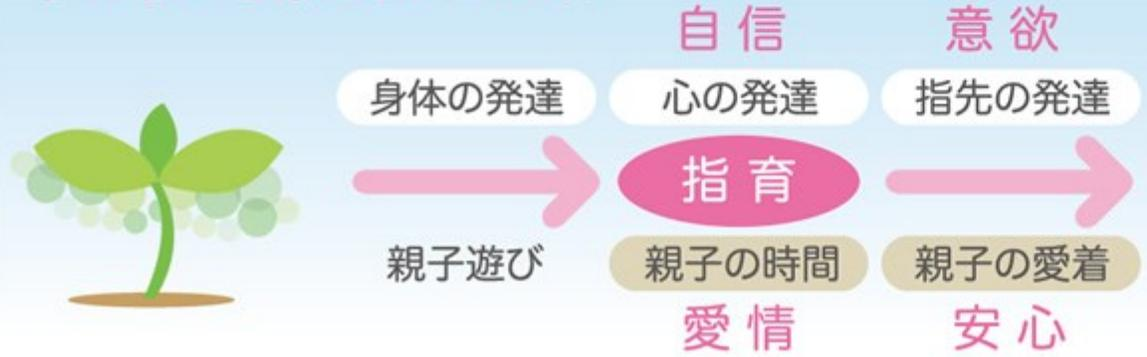 自信 意欲
身体の発達 心の発達 指先の発達
指育
親子遊び 親子の時間 親子の愛着
愛情 安心